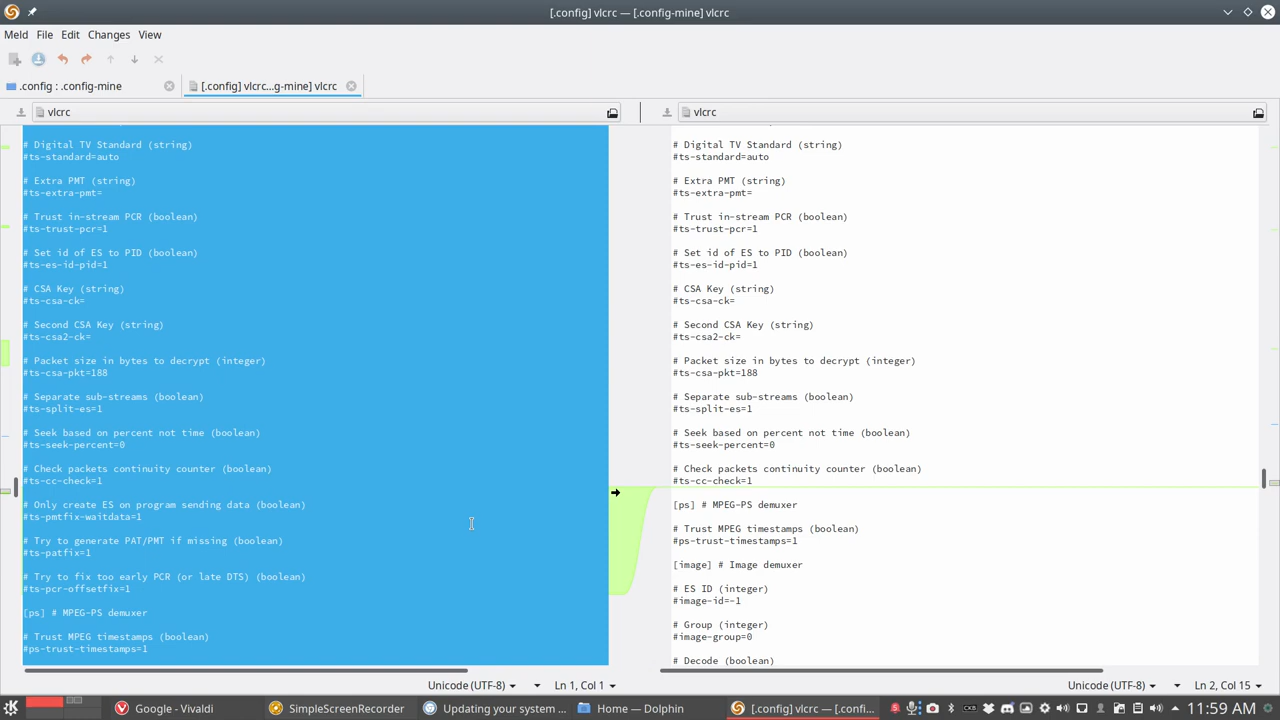 [.config] vlcrc — [.config-mine] vlcrc
Meld File Edit Changes View
.config : .config-mine
[.config] vlcrc...g-mine] vlcrc
vlcrc
# Digital TV Standard (string)
#ts-standard=auto
# Extra PMT (string)
#ts-extra-pmt=
# Trust in-stream PCR (boolean)
#ts-trust-pcr=1
# Set id of ES to PID (boolean)
#ts-es-id-pid=1
# CSA Key (string)
#ts-csa-ck=
# Second CSA Key (string)
#ts-csa2-ck=
# Packet size in bytes to decrypt (integer)
#ts-csa-pkt=188
# Separate sub-streams (boolean)
#ts-split-es=1
# Seek based on percent not time (boolean)
#ts-seek-percent=0
# Check packets continuity counter (boolean)
#ts-cc-check=1
# Only create ES on program sending data (boolean)
#ts-pmtfix-waitdata=1
# Try to generate PAT/PMT if missing (boolean)
#ts-patfix=1
# Try to fix too early PCR (or late DTS) (boolean)
#ts-pcr-offsetfix=1
[ps] # MPEG-PS demuxer
# Trust MPEG timestamps (boolean)
#ps-trust-timestamps=1
Unicode (UTF-8)
Ln 1, Col 1
vlcrc
# Digital TV Standard (string)
#ts-standard=auto
# Extra PMT (string)
#ts-extra-pmt=
# Trust in-stream PCR (boolean)
#ts-trust-pcr=1
# Set id of ES to PID (boolean)
#ts-es-id-pid=1
# CSA Key (string)
#ts-csa-ck=
# Second CSA Key (string)
#ts-csa2-ck=
# Packet size in bytes to decrypt (integer)
#ts-csa-pkt=188
# Separate sub-streams (boolean)
#ts-split-es=1
# Seek based on percent not time (boolean)
#ts-seek-percent=0
# Check packets continuity counter (boolean)
#ts-cc-check=1
[ps] # MPEG-PS demuxer
# Trust MPEG timestamps (boolean)
#ps-trust-timestamps=1
[image] # Image demuxer
# ES ID (integer)
#image-id=-1
# Group (integer)
#image-group=0
# Decode (boolean)
Unicode (UTF-8)
Ln 2, Col 15
Google - Vivaldi
SimpleScreenRecorder
Updating your system ...
Home — Dolphin
[.config] vlcrc — [.confi...
11:59 AM